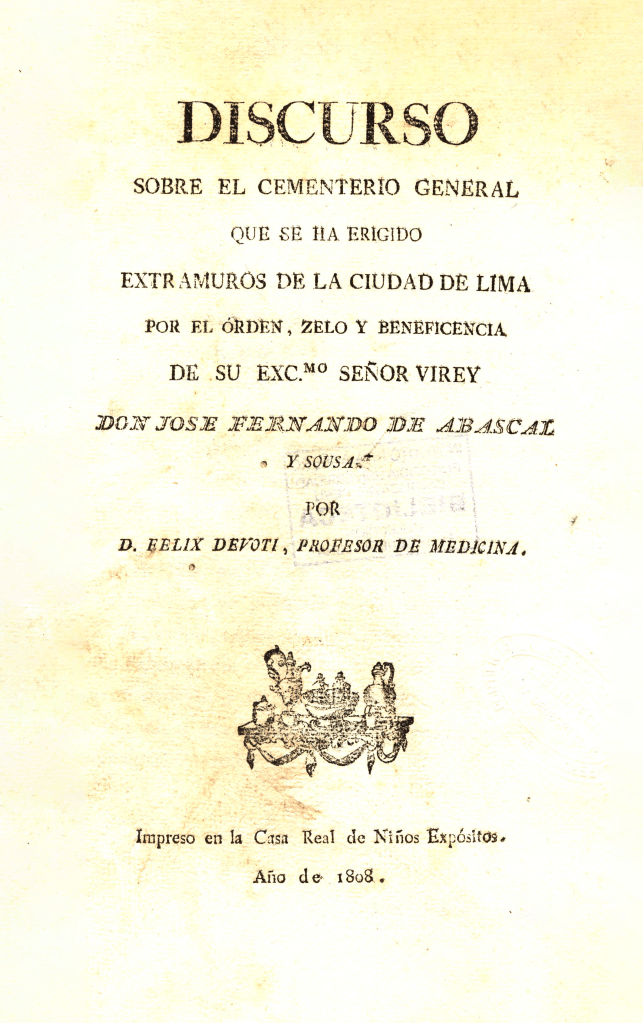 DISCURSO
SOBRE EL CEMENTERIO GENERAL
QUE SE HA ERIGIDO
EXTRAMUROS DE LA CIUDAD DE LIMA
POR EL ÓRDEN, ZELO Y BENEFICENCIA
DE SU EXC.MO SEÑOR VIREY
DON JOSE FERNANDO DE ABASCAL
Y SOUSA.
POR
D. FELIX DEVOTI, PROFESOR DE MEDICINA.
Impreso en la Casa Real de Niños Expósitos.
Año de 1808.